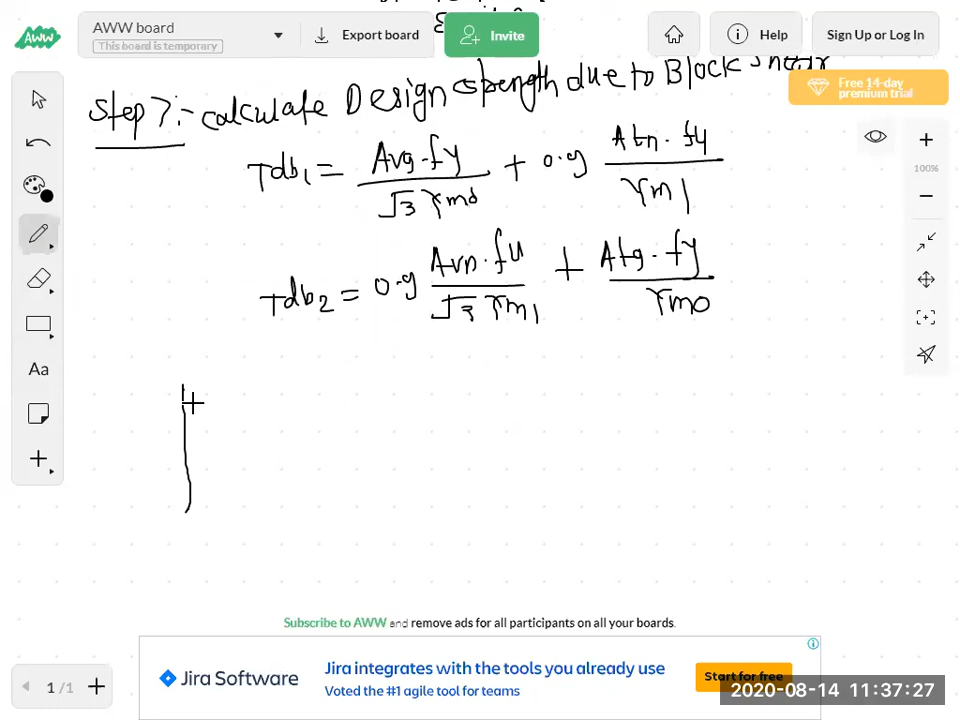 AWW board
This board is temporary
Export board
Invite
Help
Sign Up or Log In
Free 14-day
premium trial
Step 7:- calculate Design strength due to Block shear
Tdb1 = Avg·fy / √3 γm0 + 0.9 Atn·fu / γm1
Tdb2 = 0.9 Avn·fu / √3 γm1 + Atg·fy / γm0
100%
Aa
Subscribe to AWW and remove ads for all participants on all your boards.
Jira Software
Jira integrates with the tools you already use
Voted the #1 agile tool for teams
Start for free
1 /1
2020-08-14 11:37:27